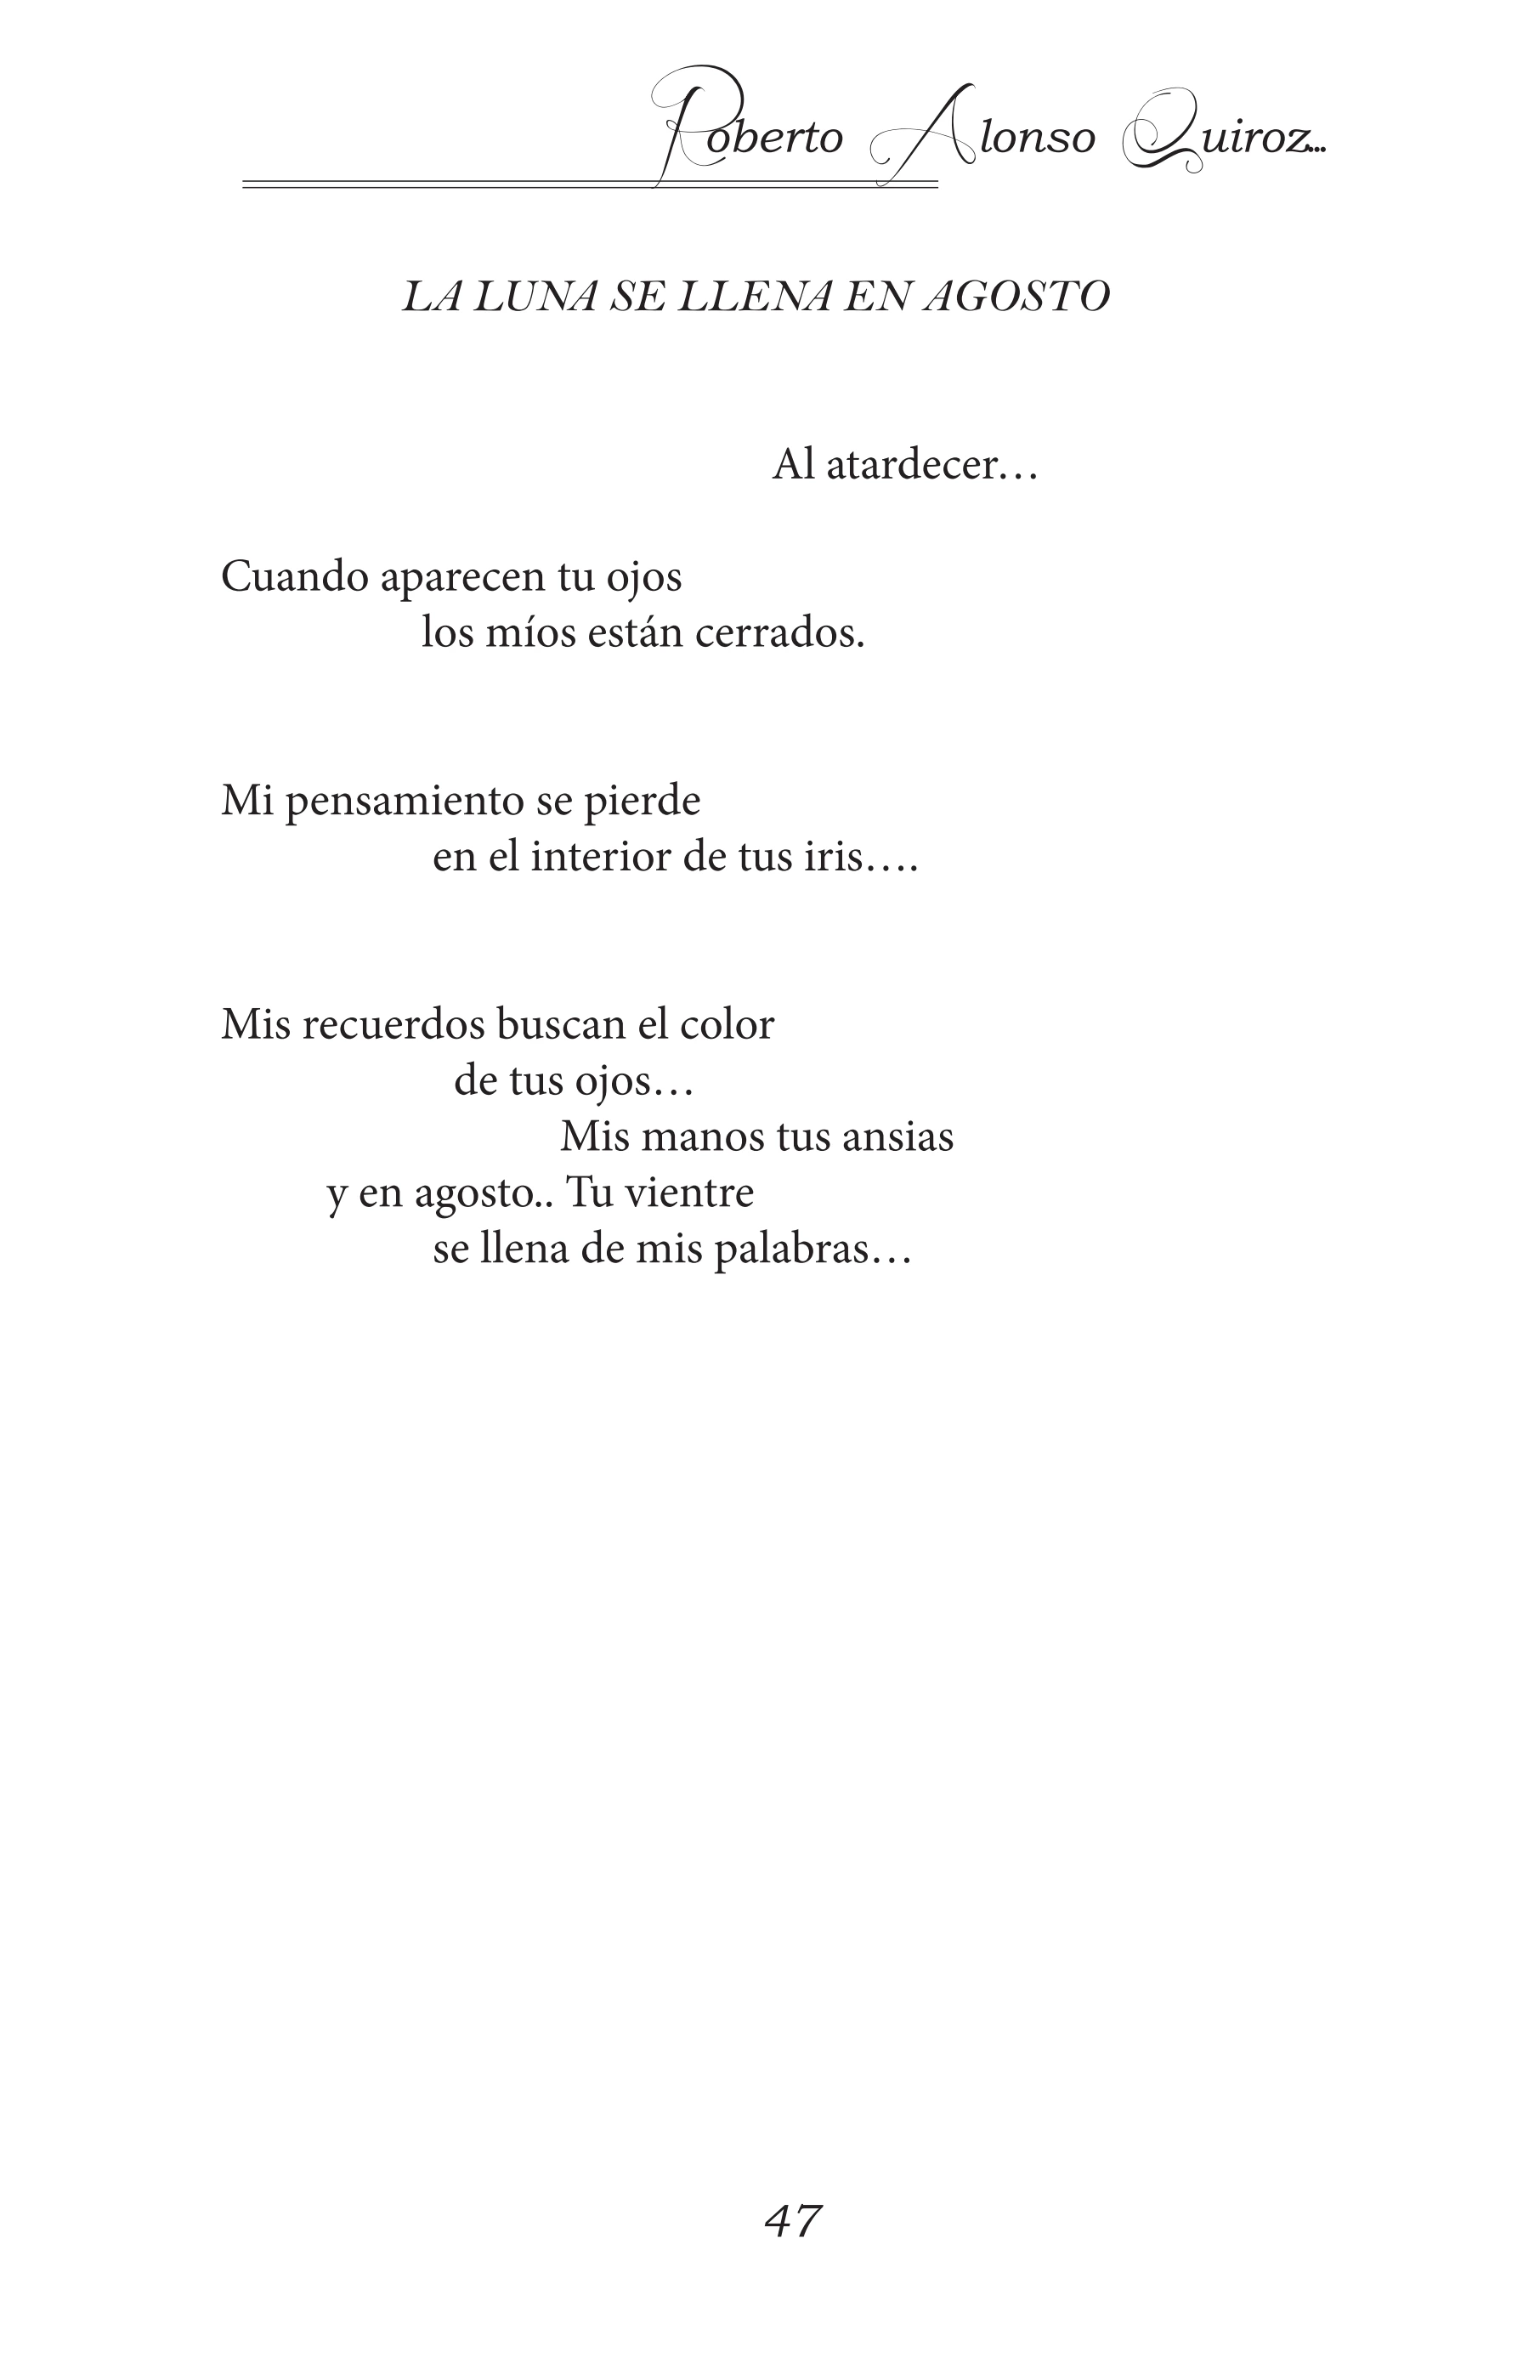 Roberto Alonso Quiroz...
LA LUNA SE LLENA EN AGOSTO
Al atardecer…
Cuando aparecen tu ojos
los míos están cerrados.
Mi pensamiento se pierde
en el interior de tus iris….
Mis recuerdos buscan el color
de tus ojos…
Mis manos tus ansias
y en agosto.. Tu vientre
se llena de mis palabras…
47